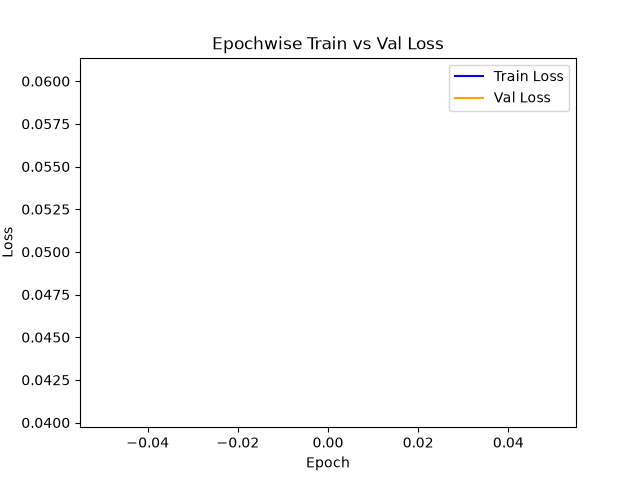 Epochwise Train vs Val Loss
Train Loss
Val Loss
0.0600
0.0575
0.0550
0.0525
0.0500
0.0475
0.0450
0.0425
0.0400
Loss
−0.04 −0.02 0.00 0.02 0.04
Epoch